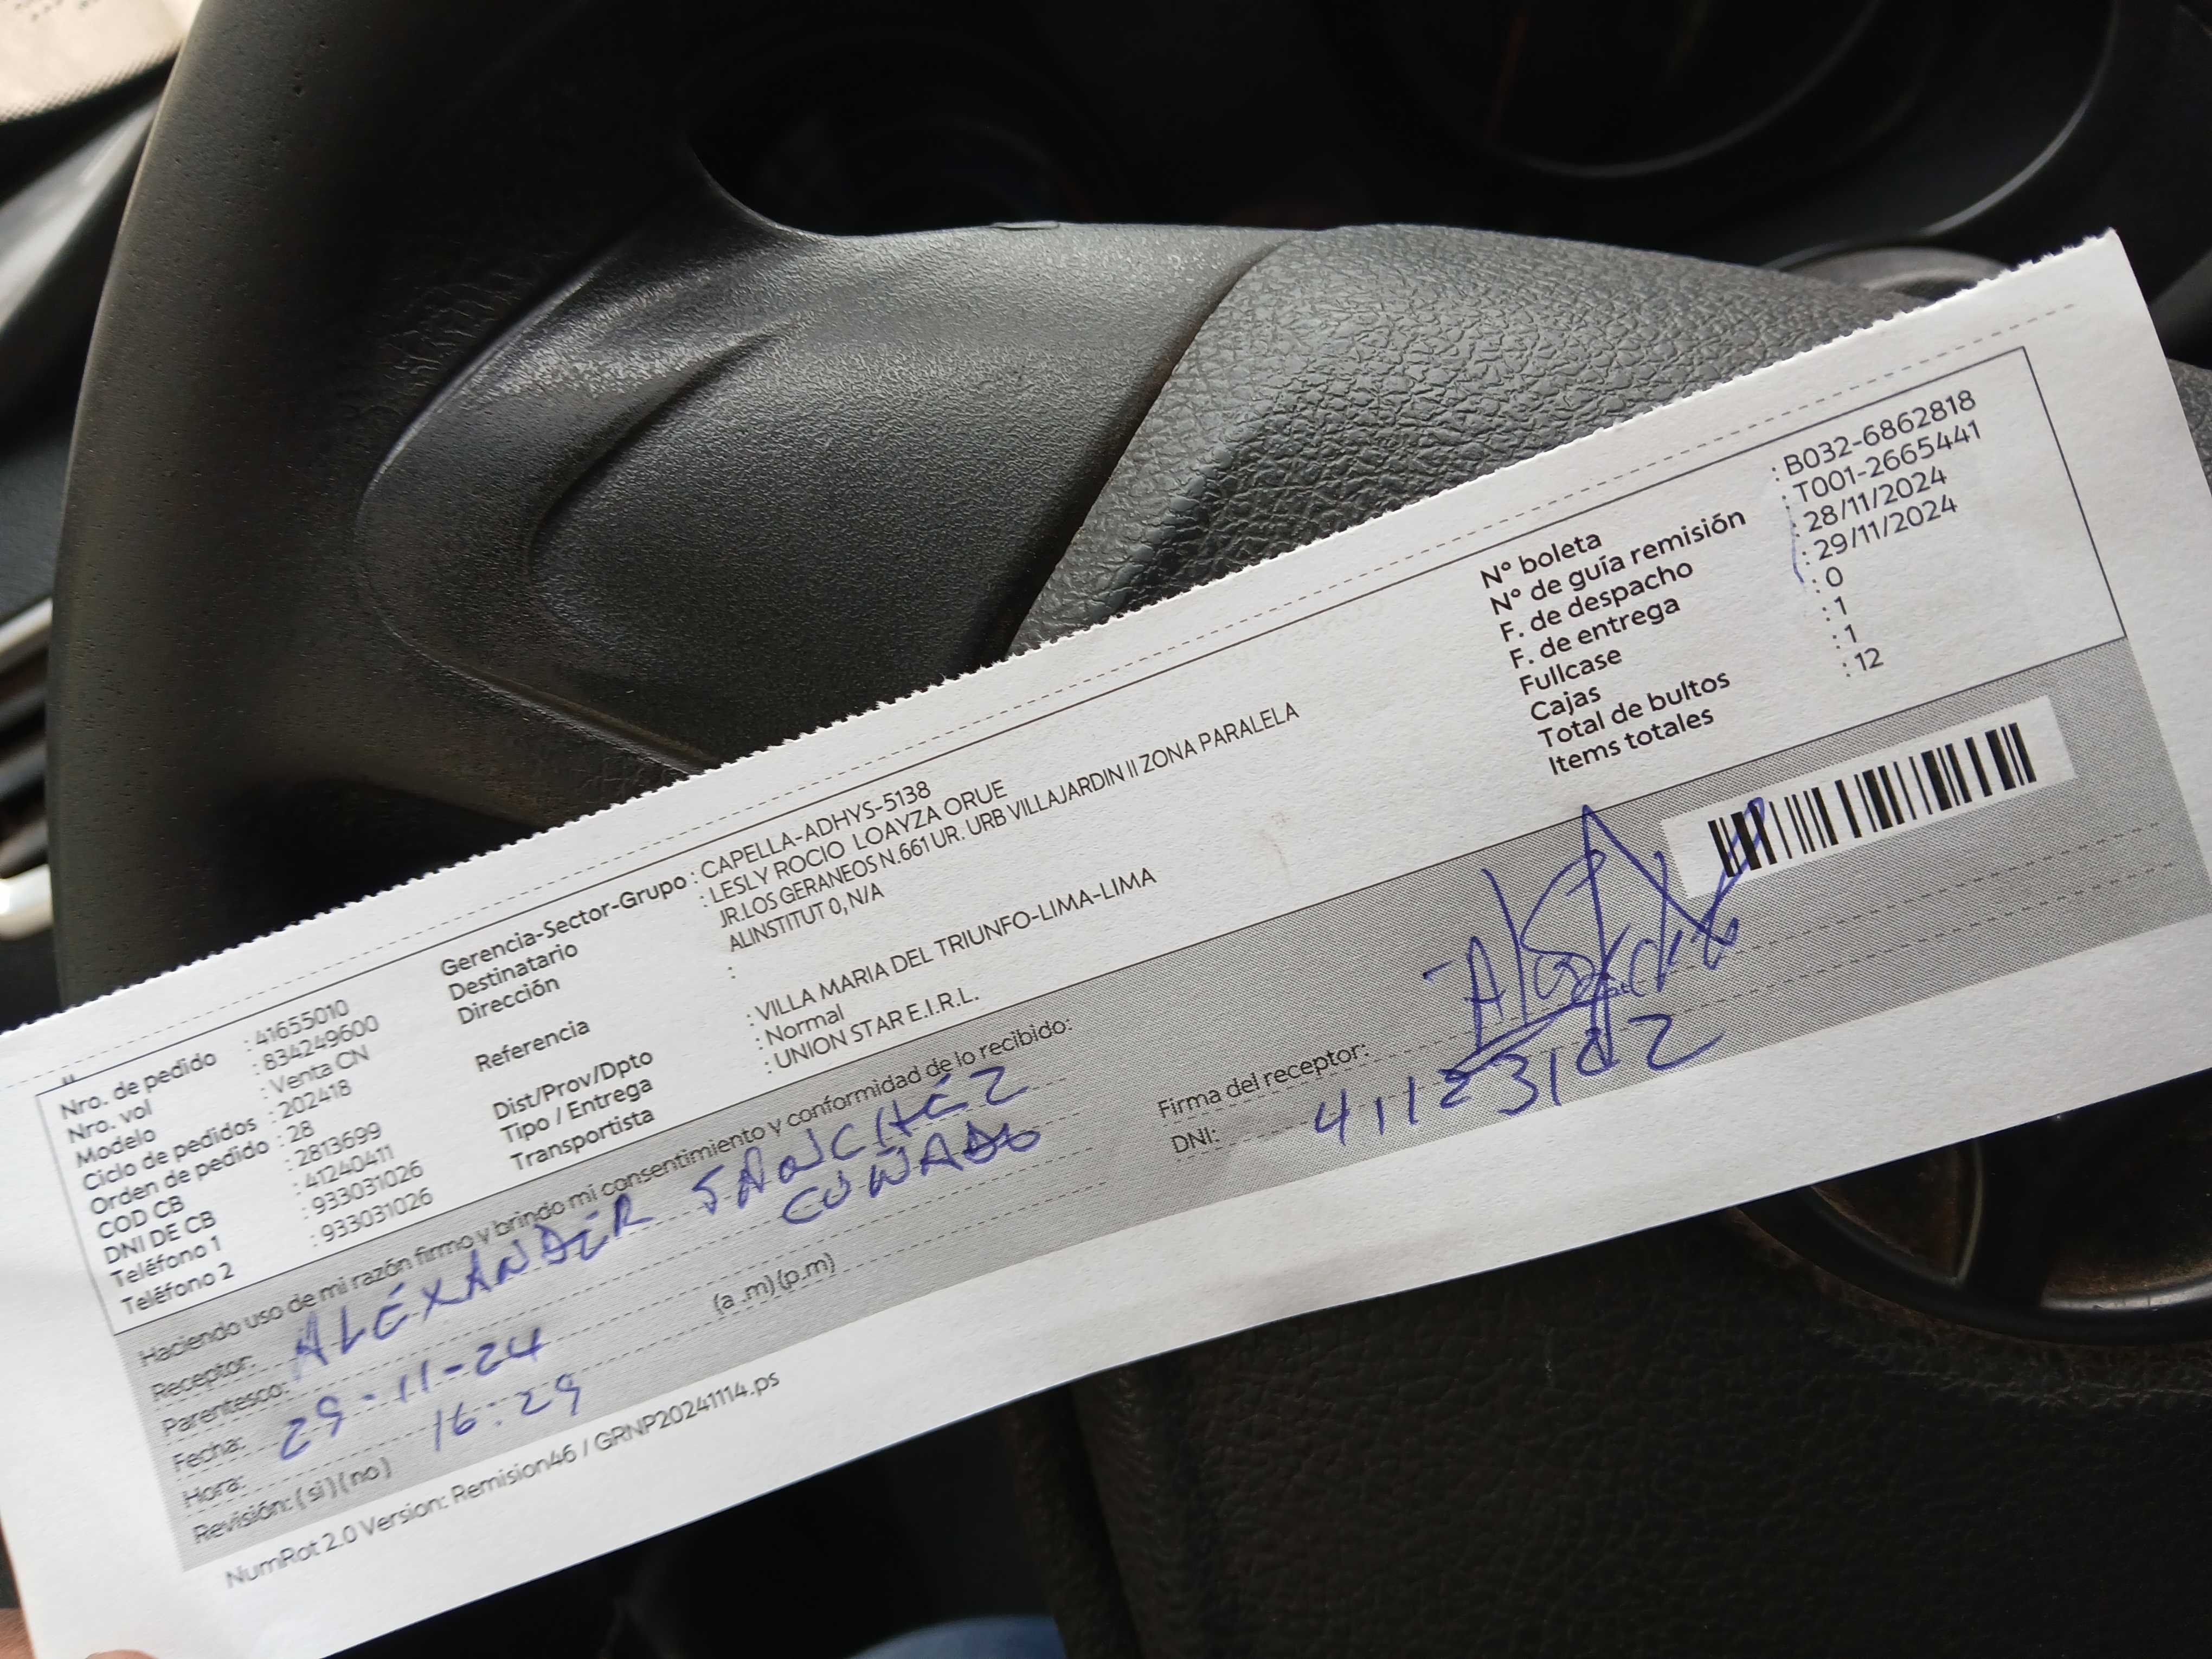 Nro. de pedido : 41655010
Nro. vol : 834249600
Modelo : Venta CN
Ciclo de pedidos : 202418
Orden de pedido : 28
COD CB : 2813699
DNI DE CB : 41240411
Teléfono 1 : 933031026
Teléfono 2 : 933031026
Gerencia-Sector-Grupo : CAPELLA-ADHYS-5138
Destinatario : LESLY ROCIO LOAYZA ORUE
Dirección JR.LOS GERANEOS N.661 UR. URB VILLAJARDIN II ZONA PARALELA
ALINSTITUT 0, N/A
Referencia :
Dist/Prov/Dpto : VILLA MARIA DEL TRIUNFO-LIMA-LIMA
Tipo / Entrega : Normal
Transportista : UNION STAR E.I.R.L.
N° boleta : B032-6862818
N° de guía remisión : T001-2665441
F. de despacho : 28/11/2024
F. de entrega : 29/11/2024
Fullcase : 0
Cajas : 1
Total de bultos : 1
Items totales : 12
Haciendo uso de mi razón firmo y brindo mi consentimiento y conformidad de lo recibido:
Receptor: ALEXANDER SANCHEZ
Parentesco: CUÑADO
Fecha: 29-11-24
Hora: 16:29 (a .m) (p.m)
Revisión: (si) (no)
Firma del receptor:
DNI:
NumRot 2.0 Version: Remision46 / GRNP20241114.ps